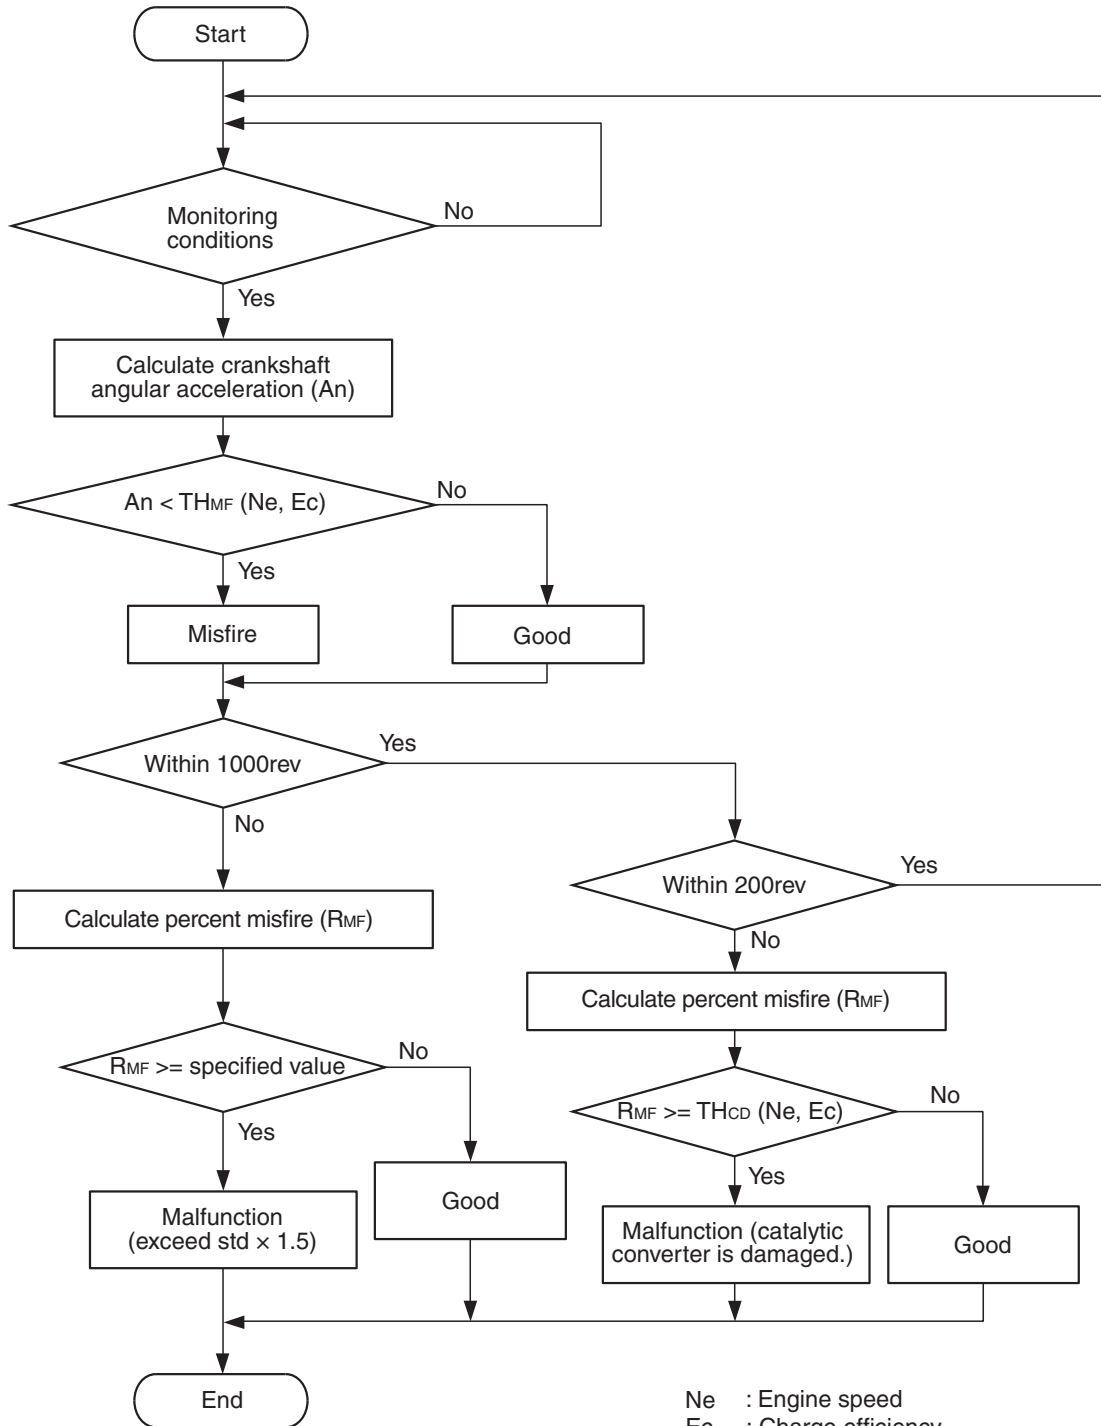 Start
Monitoring
conditions
No
Yes
Calculate crankshaft
angular acceleration (An)
An < THMF (Ne, Ec)
No
Yes
Misfire
Good
Within 1000rev
Yes
No
Within 200rev
Yes
No
Calculate percent misfire (RMF)
Calculate percent misfire (RMF)
RMF >= specified value
No
Yes
RMF >= THCD (Ne, Ec)
No
Yes
Malfunction
(exceed std × 1.5)
Good
Malfunction (catalytic
converter is damaged.)
Good
End
Ne : Engine speed
Ec : Charge efficiency